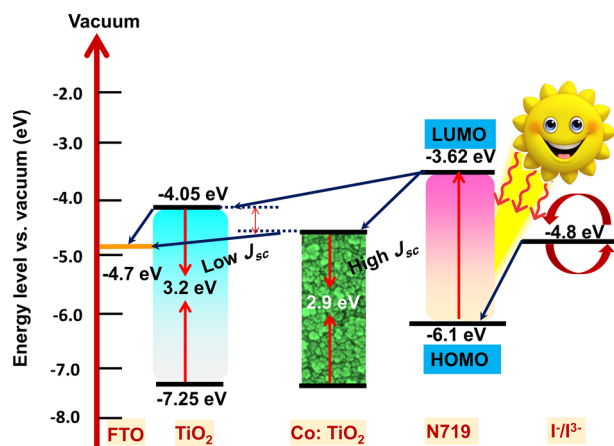 Vacuum
Energy level vs. vacuum (eV)
-2.0
-3.0
-4.0
-5.0
-6.0
-7.0
-8.0
LUMO
-3.62 eV
-4.05 eV
-4.7 eV
Low Jsc
High Jsc
-4.8 eV
3.2 eV
2.9 eV
-6.1 eV
HOMO
-7.25 eV
FTO
TiO2
Co: TiO2
N719
I-/I3-